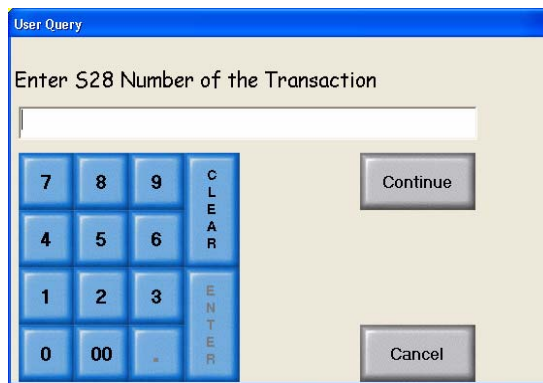 User Query
Enter S28 Number of the Transaction
7 8 9 CLEAR
Continue
4 5 6
1 2 3 ENTER
0 00 .
Cancel